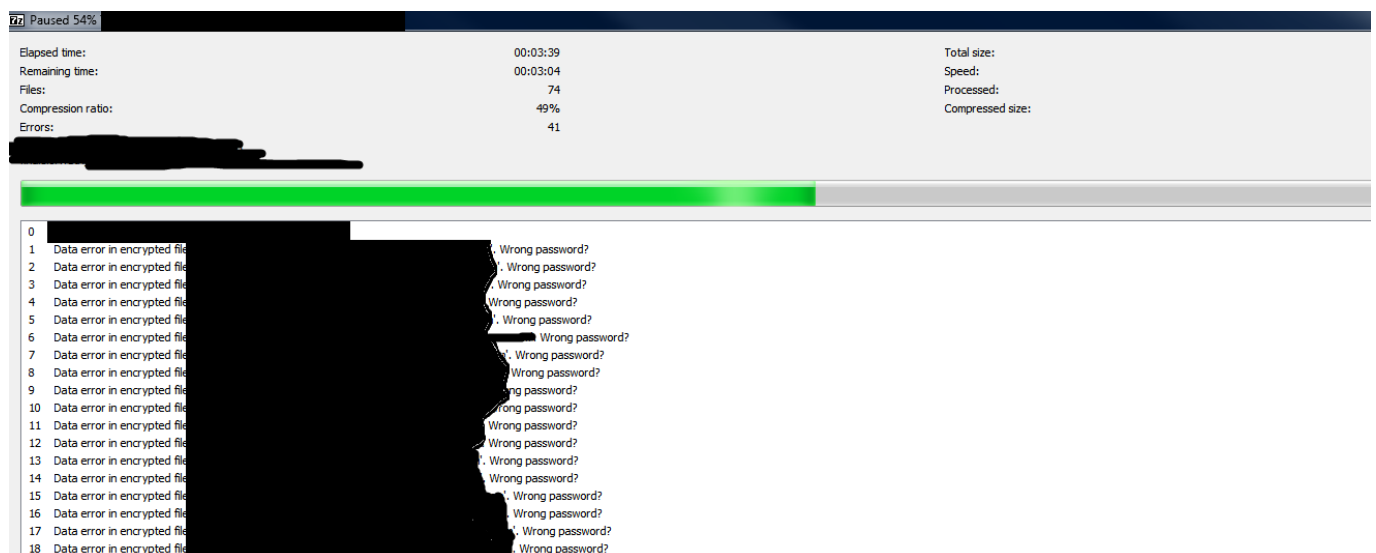 Paused 54%
Elapsed time: 00:03:39 Total size:
Remaining time: 00:03:04 Speed:
Files: 74 Processed:
Compression ratio: 49% Compressed size:
Errors: 41
0
1 Data error in encrypted file '. Wrong password?
2 Data error in encrypted file '. Wrong password?
3 Data error in encrypted file '. Wrong password?
4 Data error in encrypted file Wrong password?
5 Data error in encrypted file '. Wrong password?
6 Data error in encrypted file Wrong password?
7 Data error in encrypted file '. Wrong password?
8 Data error in encrypted file Wrong password?
9 Data error in encrypted file password?
10 Data error in encrypted file password?
11 Data error in encrypted file Wrong password?
12 Data error in encrypted file Wrong password?
13 Data error in encrypted file '. Wrong password?
14 Data error in encrypted file . Wrong password?
15 Data error in encrypted file '. Wrong password?
16 Data error in encrypted file . Wrong password?
17 Data error in encrypted file '. Wrong password?
18 Data error in encrypted file . Wrong password?